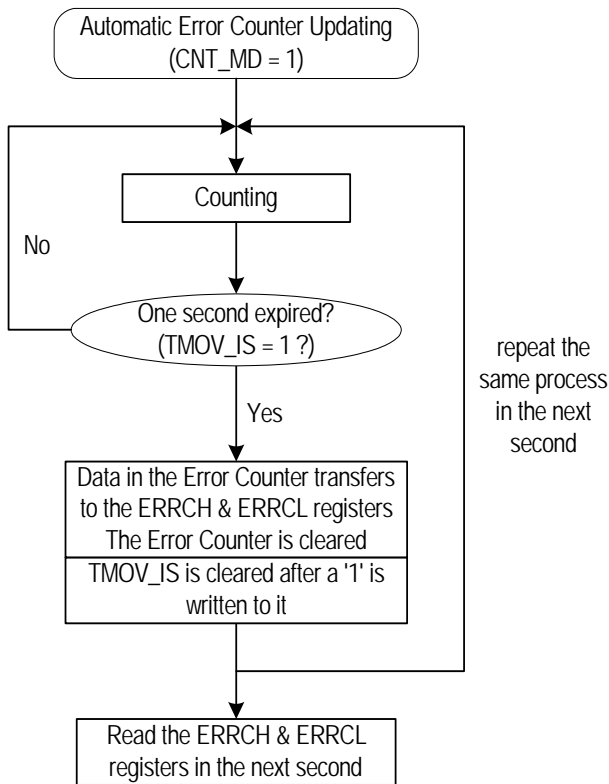 Automatic Error Counter Updating
(CNT_MD = 1)
Counting
No
One second expired?
(TMOV_IS = 1 ?)
repeat the
same process
in the next
second
Yes
Data in the Error Counter transfers
to the ERRCH & ERRCL registers
The Error Counter is cleared
TMOV_IS is cleared after a '1' is
written to it
Read the ERRCH & ERRCL
registers in the next second